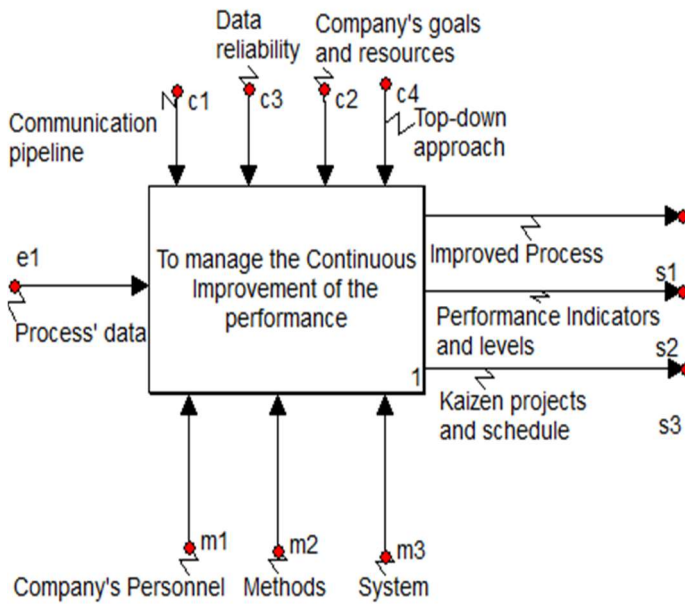 Data
reliability
Company's goals
and resources
c1
c3
c2
c4
Communication
pipeline
Top-down
approach
e1
Process' data
To manage the Continuous
Improvement of the
performance
1
Improved Process
s1
Performance Indicators
and levels
s2
Kaizen projects
and schedule
s3
m1
m2
m3
Company's Personnel
Methods
System